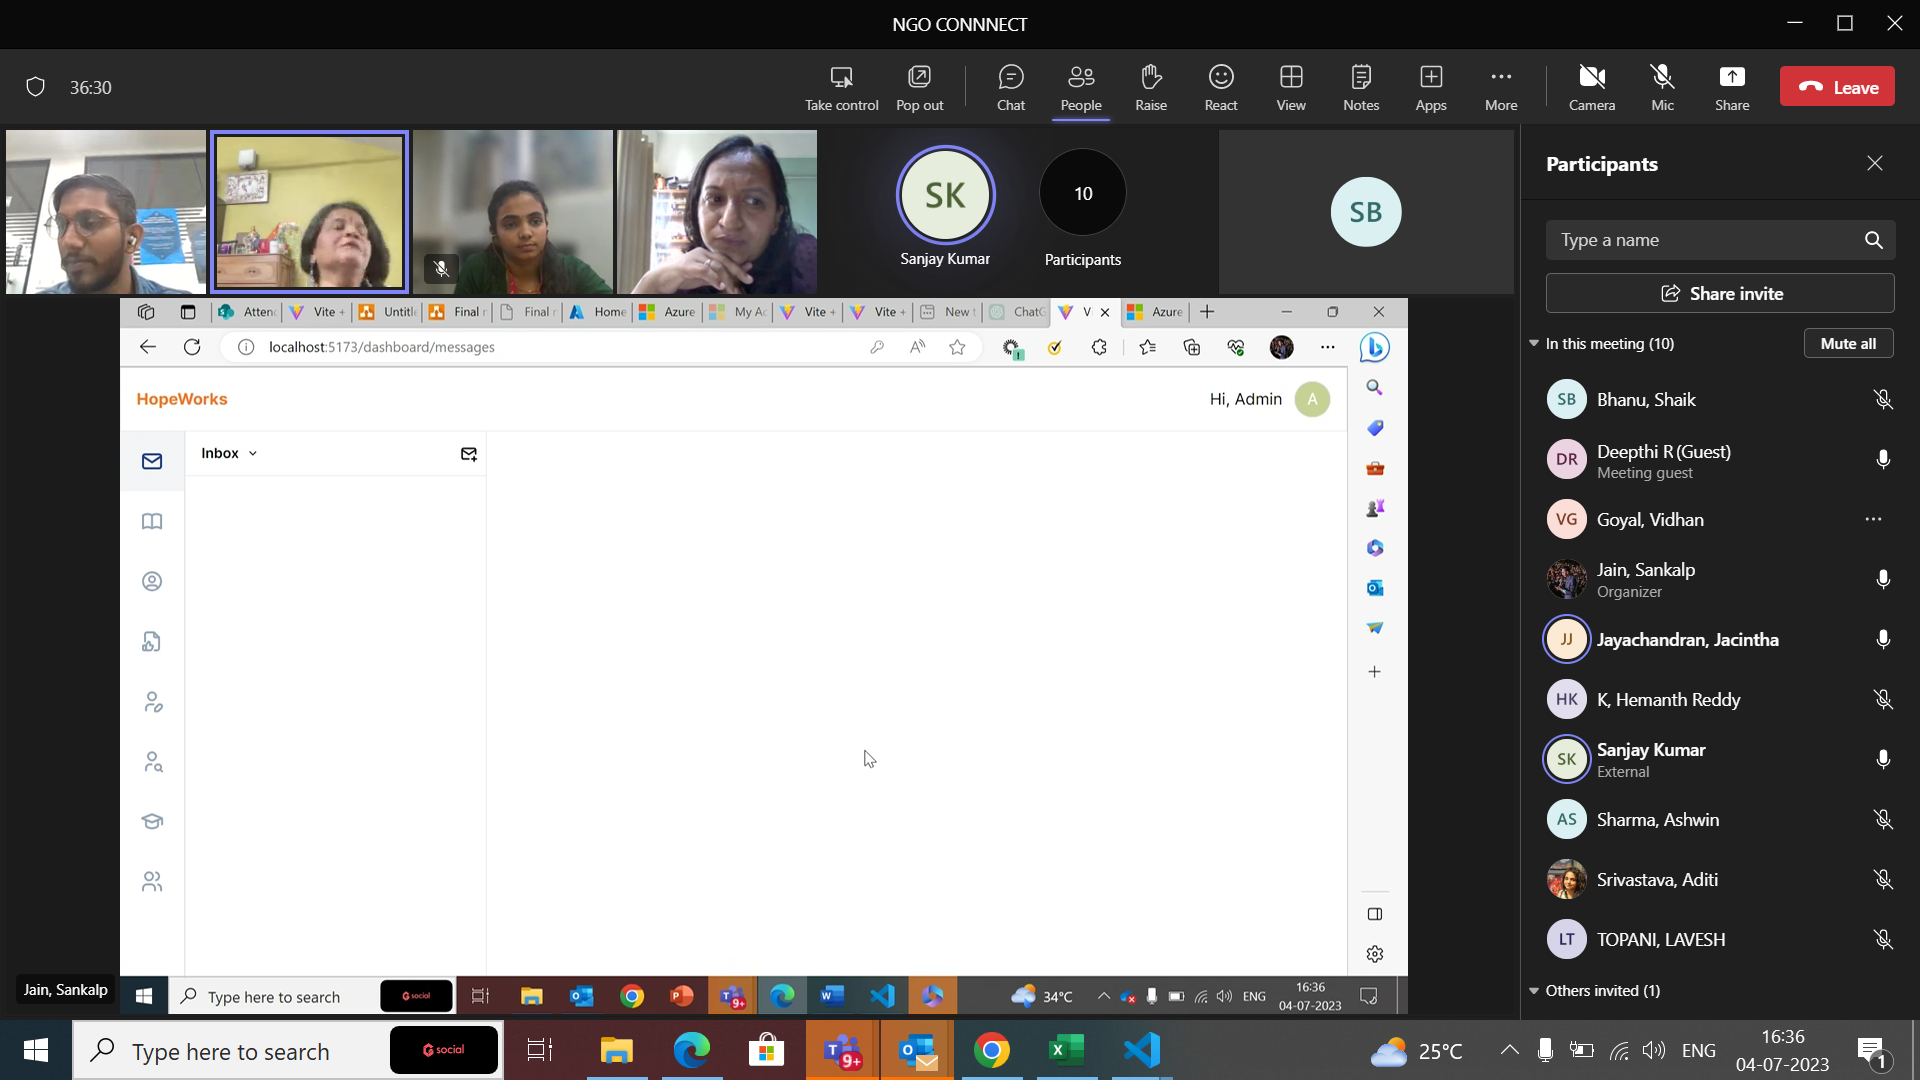 NGO CONNNECT
36:30
Take control
Pop out
Chat
People
Raise
React
View
Notes
Apps
More
Camera
Mic
Share
Leave
SK
Sanjay Kumar
10
Participants
SB
Participants
Type a name
Share invite
In this meeting (10)
Mute all
SB
Bhanu, Shaik
DR
Deepthi R (Guest)
Meeting guest
VG
Goyal, Vidhan
Jain, Sankalp
Organizer
JJ
Jayachandran, Jacintha
HK
K, Hemanth Reddy
SK
Sanjay Kumar
External
AS
Sharma, Ashwin
Srivastava, Aditi
LT
TOPANI, LAVESH
Others invited (1)
Atten
Vite +
Untitl
Final r
Final r
Home
Azure
My Ac
Vite +
Vite +
New t
ChatG
V
Azure
localhost:5173/dashboard/messages
HopeWorks
Hi, Admin
A
Inbox
Jain, Sankalp
Type here to search
social
9+
34°C
ENG
16:36
04-07-2023
Type here to search
social
9+
25°C
ENG
16:36
04-07-2023
1